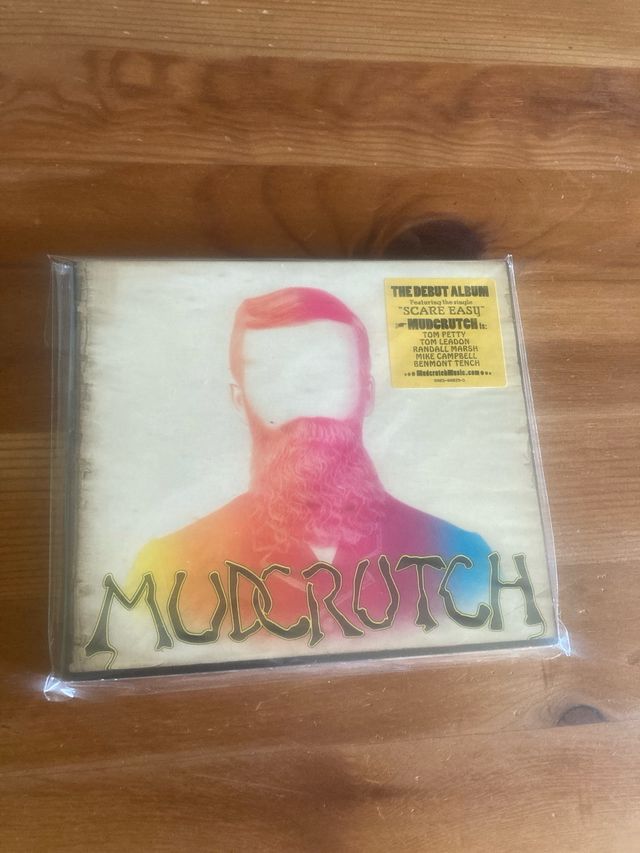 THE DEBUT ALBUM
Featuring the single
"SCARE EASY"
MUDCRUTCH is:
TOM PETTY
TOM LEADON
RANDALL MARSH
MIKE CAMPBELL
BENMONT TENCH
MudcrutchMusic.com
MUDCRUTCH